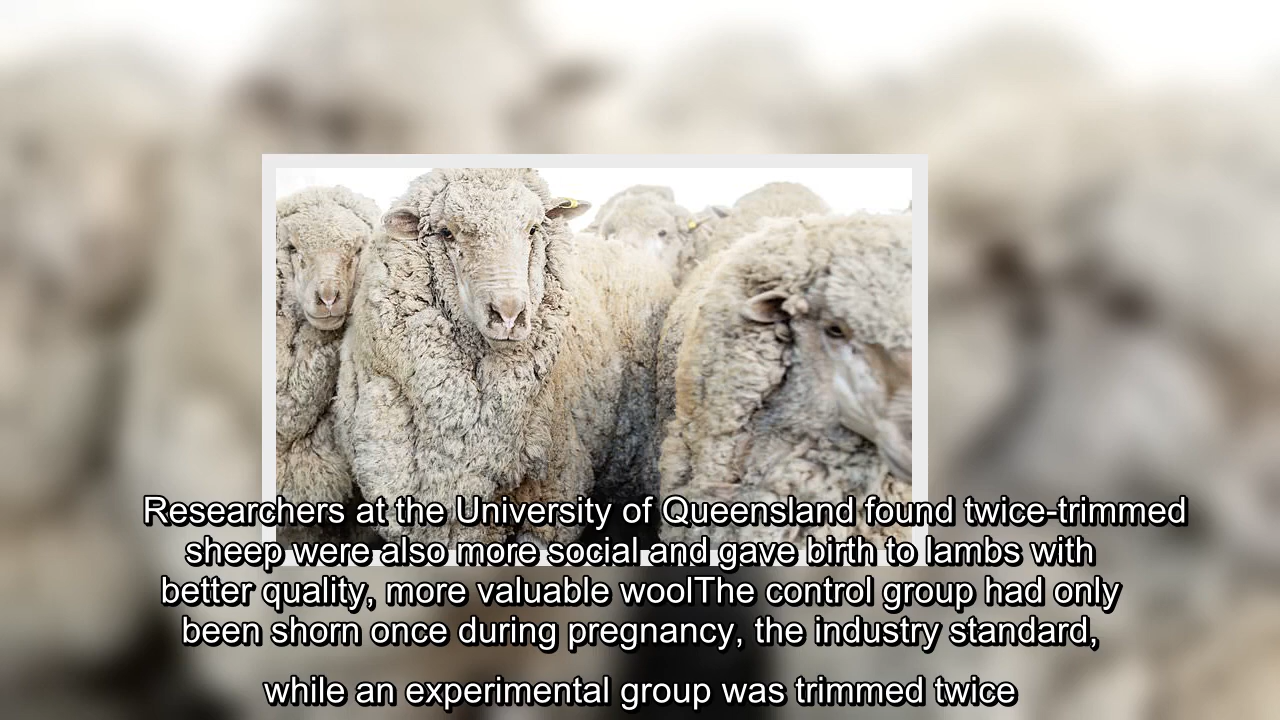 Researchers at the University of Queensland found twice-trimmed
sheep were also more social and gave birth to lambs with
better quality, more valuable woolThe control group had only
been shorn once during pregnancy, the industry standard,
while an experimental group was trimmed twice